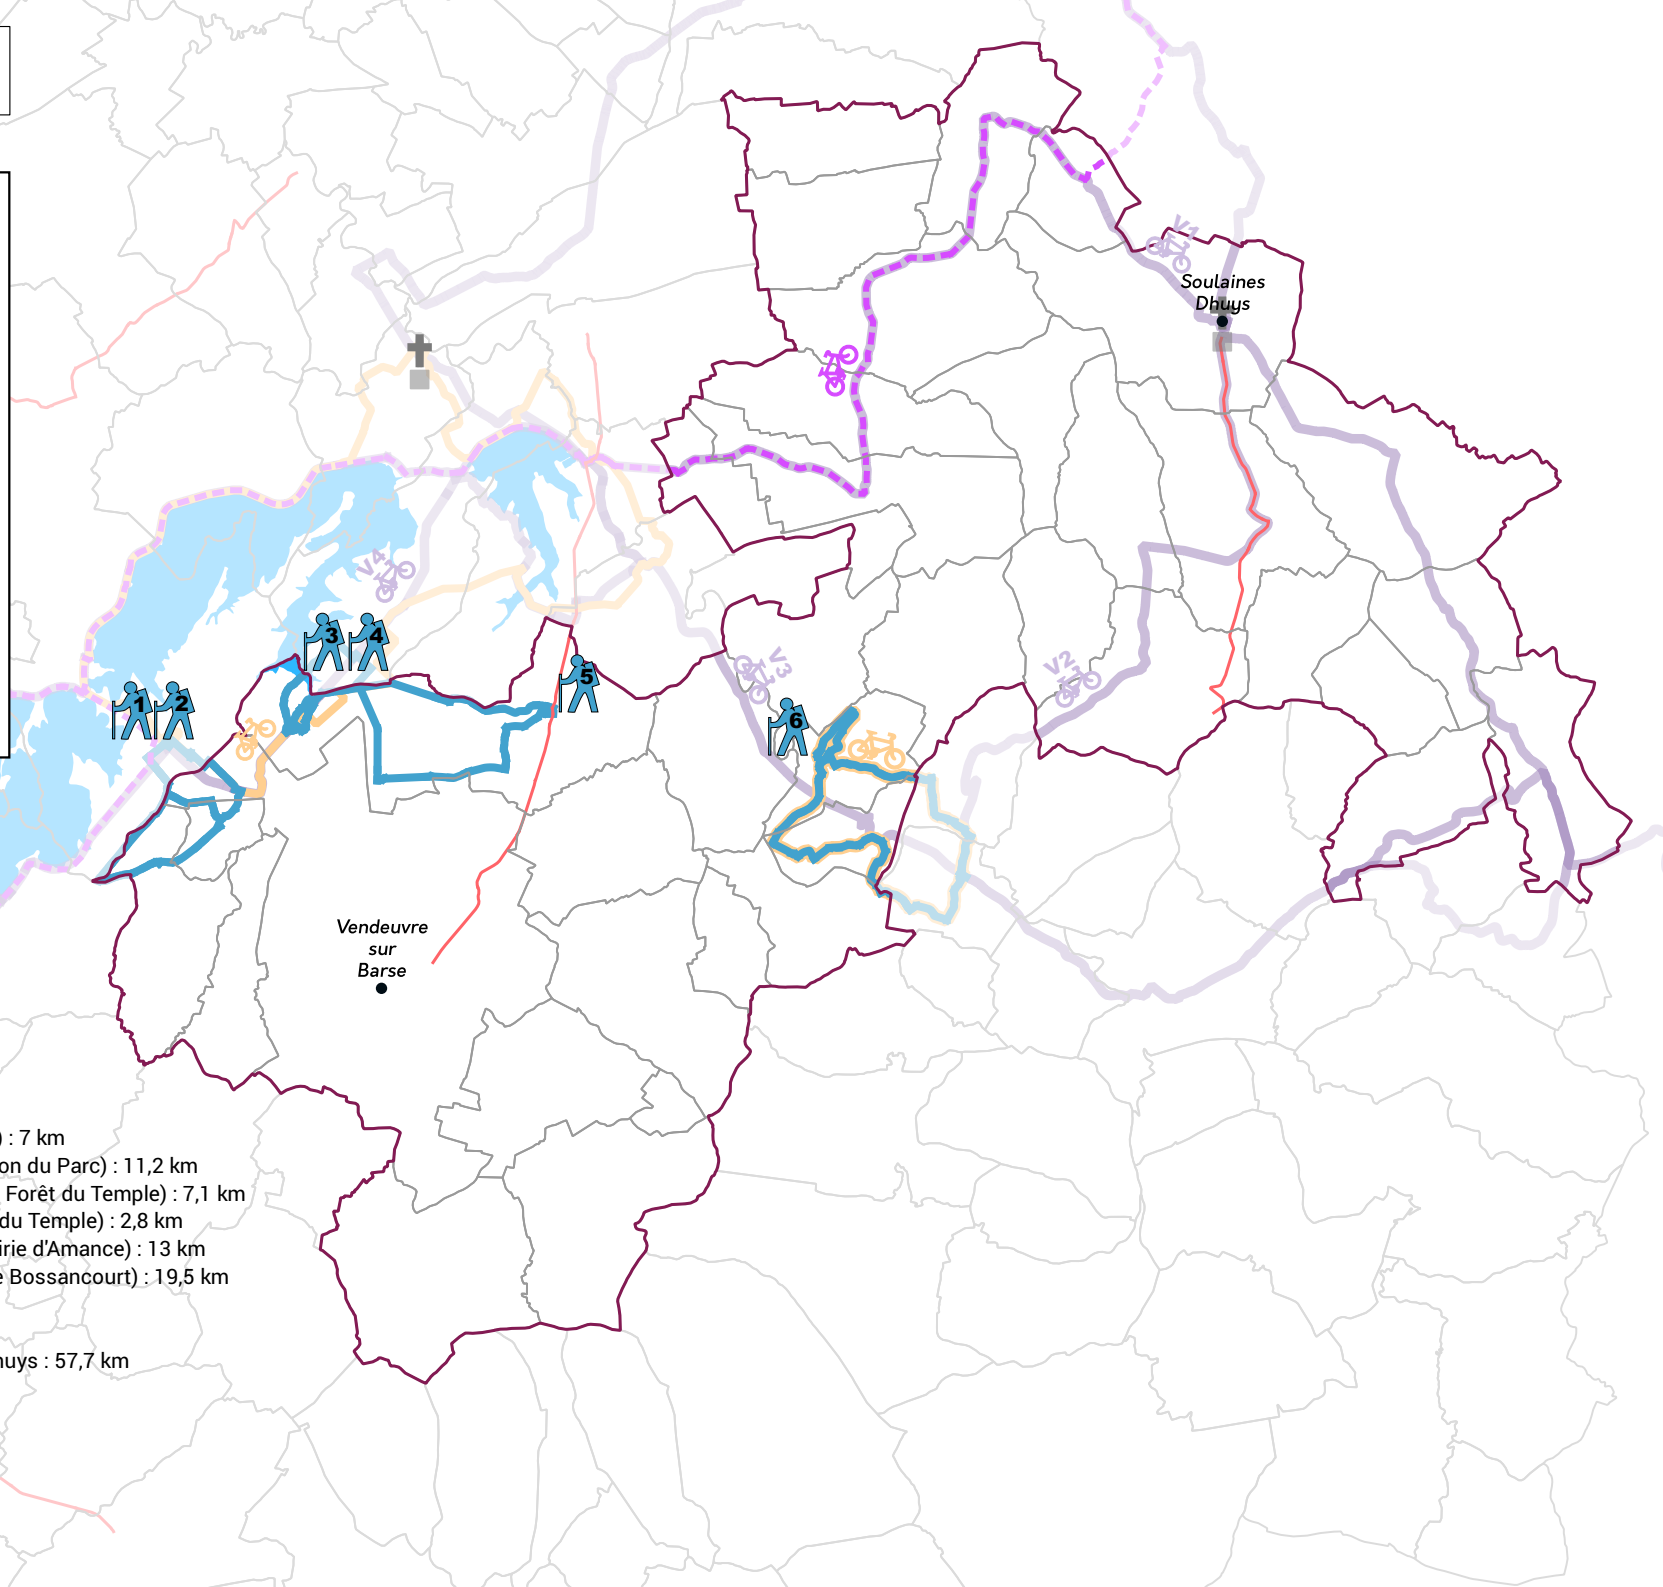 V1
Soulaines
Dhuys
V4
3
4
5
1
2
V3
V2
6
Vendeuvre
sur
Barse
) : 7 km
on du Parc) : 11,2 km
Forêt du Temple) : 7,1 km
du Temple) : 2,8 km
irie d'Amance) : 13 km
e Bossancourt) : 19,5 km
huys : 57,7 km